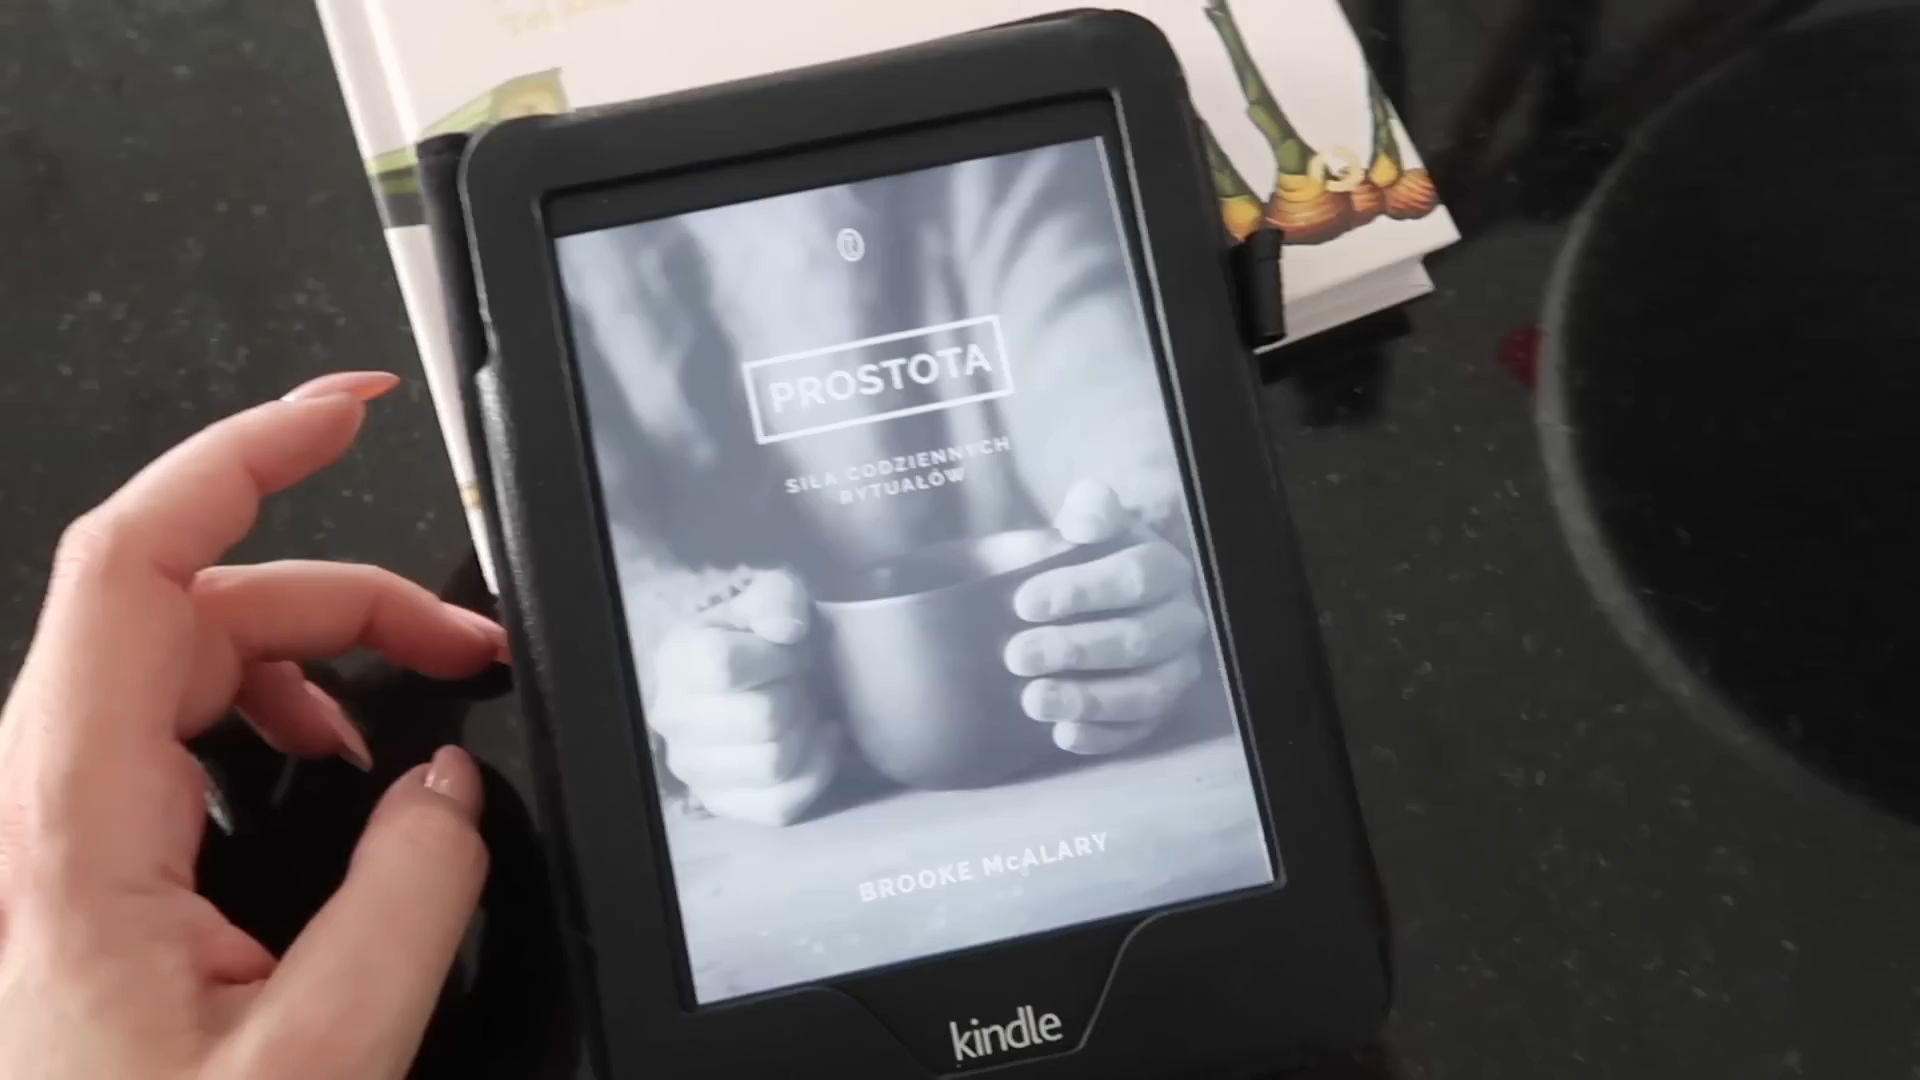 PROSTOTA
SIŁA CODZIENNYCH
RYTUAŁÓW
BROOKE McALARY
kindle